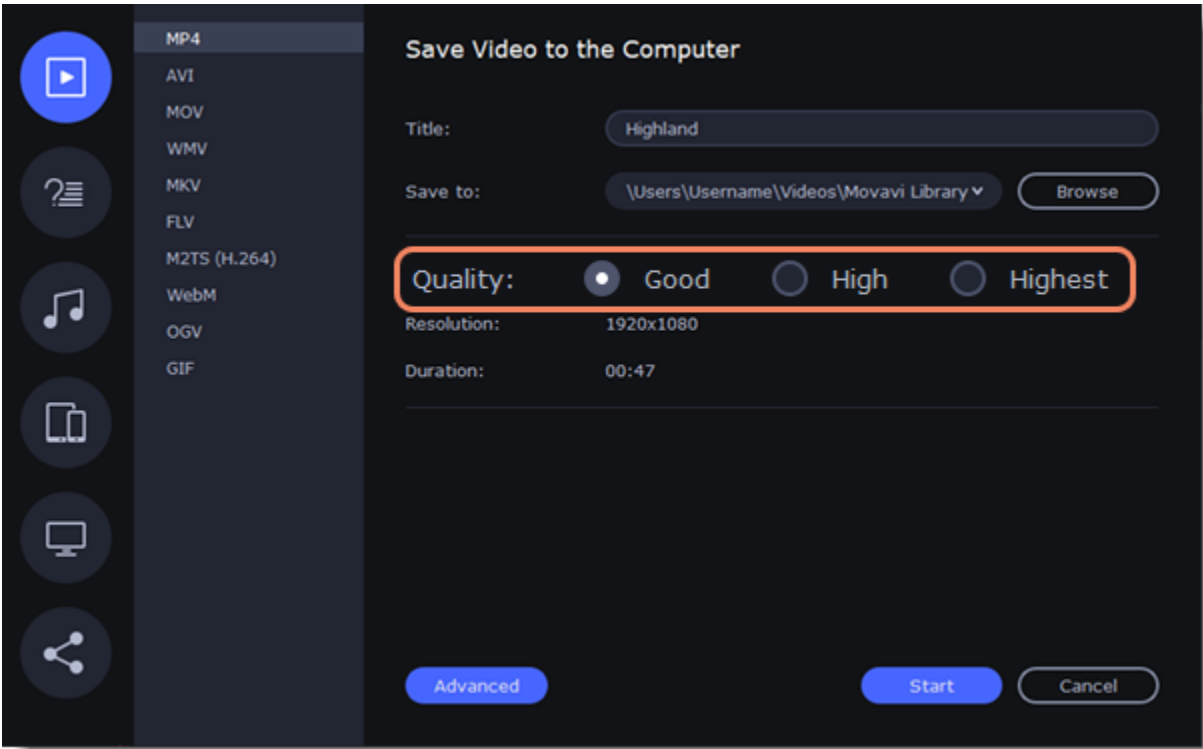 MP4
AVI
MOV
WMV
MKV
FLV
M2TS (H.264)
WebM
OGV
GIF
Save Video to the Computer
Title: Highland
Save to: \Users\Username\Videos\Movavi Library Browse
Quality: Good High Highest
Resolution: 1920x1080
Duration: 00:47
Advanced Start Cancel